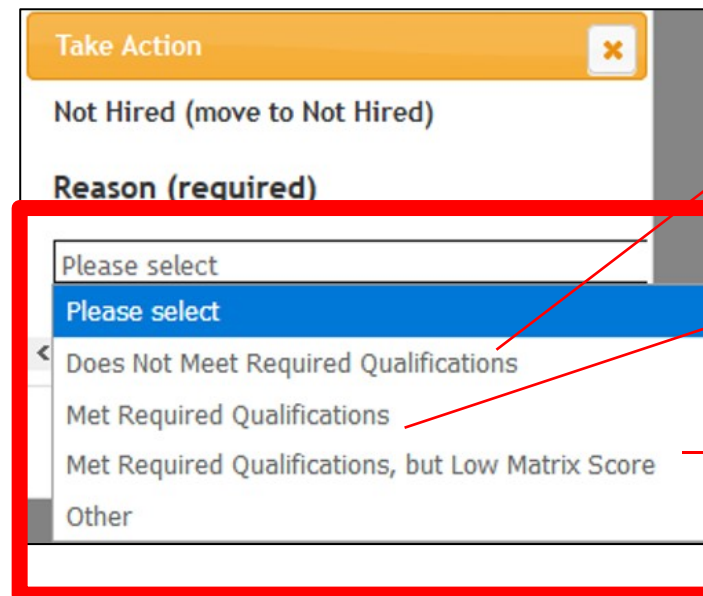 Take Action
Not Hired (move to Not Hired)
Reason (required)
Please select
Please select
Does Not Meet Required Qualifications
Met Required Qualifications
Met Required Qualifications, but Low Matrix Score
Other